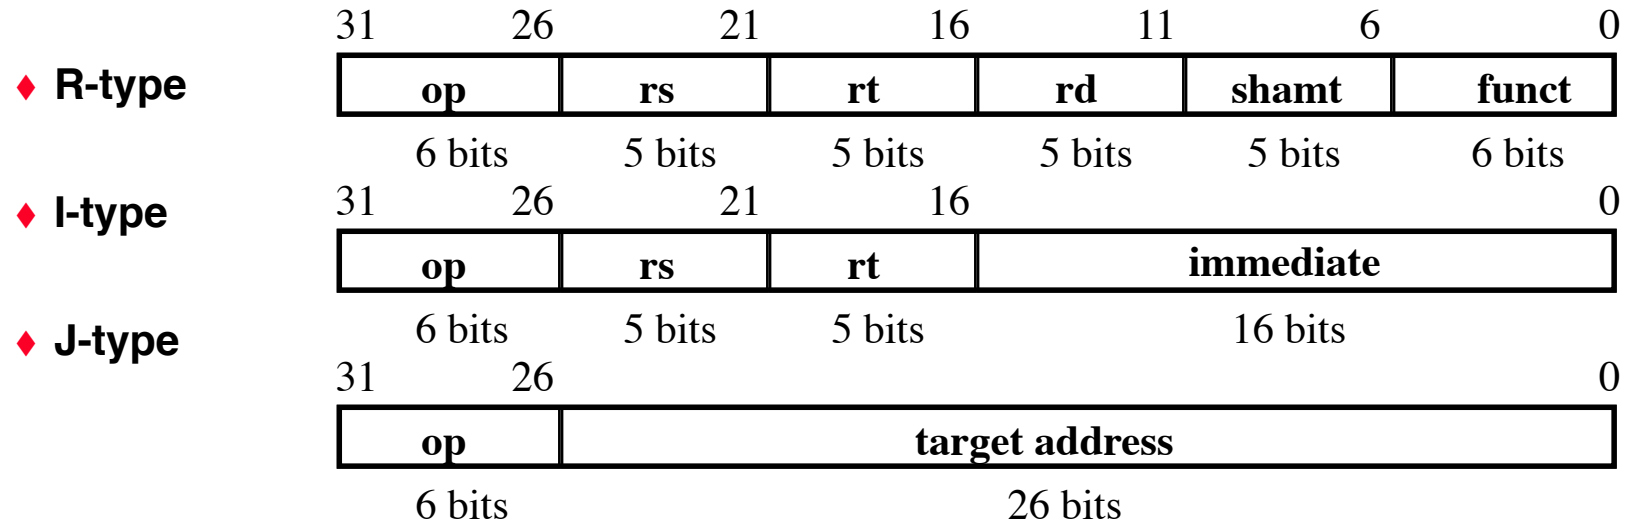 31 26 21 16 11 6 0
♦ R-type
op rs rt rd shamt funct
6 bits 5 bits 5 bits 5 bits 5 bits 6 bits
31 26 21 16 0
♦ I-type
op rs rt immediate
6 bits 5 bits 5 bits 16 bits
♦ J-type
31 26 0
op target address
6 bits 26 bits